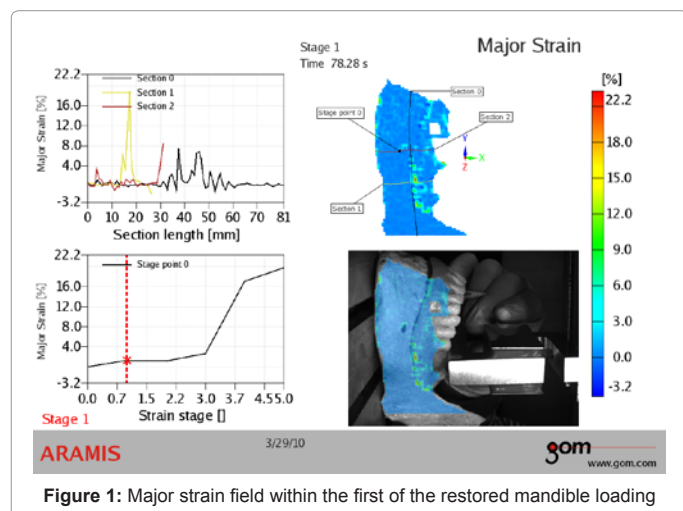 Stage 1
Time 78.28 s
Major Strain
22.2
16.0
12.0
8.0
4.0
-3.2
Major Strain [%]
Section 0
Section 1
Section 2
0 10 20 30 40 50 60 70 81
Section length [mm]
Section 0
Stage point 0
Section 2
Section 1
Y
X
Z
[%]
22.2
18.0
15.0
12.0
9.0
6.0
3.0
0.0
-3.2
22.2
16.0
12.0
8.0
4.0
-3.2
Major Strain [%]
Stage point 0
0.0 0.7 1.5 2.2 3.0 3.7 4.5 5.0
Strain stage []
Stage 1
ARAMIS
3/29/10
gom
www.gom.com
Figure 1: Major strain field within the first of the restored mandible loading